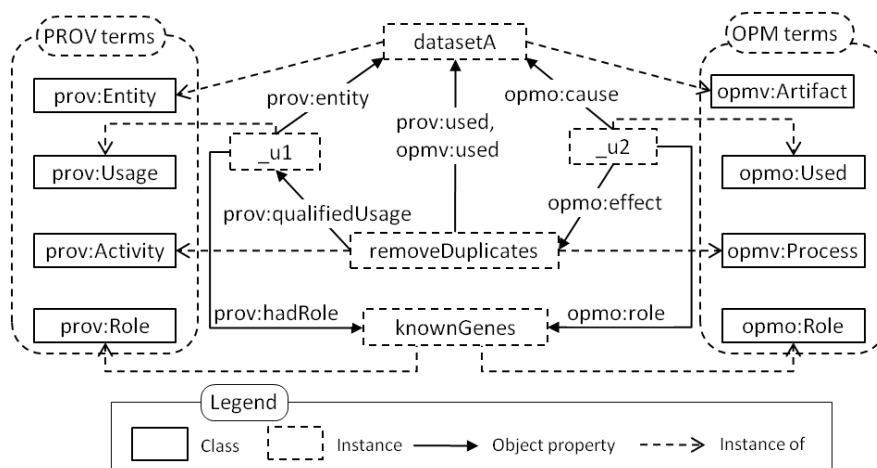 PROV terms
datasetA
OPM terms
prov:Entity
prov:entity
opmo:cause
opmv:Artifact
prov:used,
opmv:used
_u1
_u2
prov:Usage
opmo:Used
prov:qualifiedUsage
opmo:effect
prov:Activity
removeDuplicates
opmv:Process
prov:hadRole
opmo:role
prov:Role
knownGenes
opmo:Role
Legend
Class
Instance
Object property
Instance of